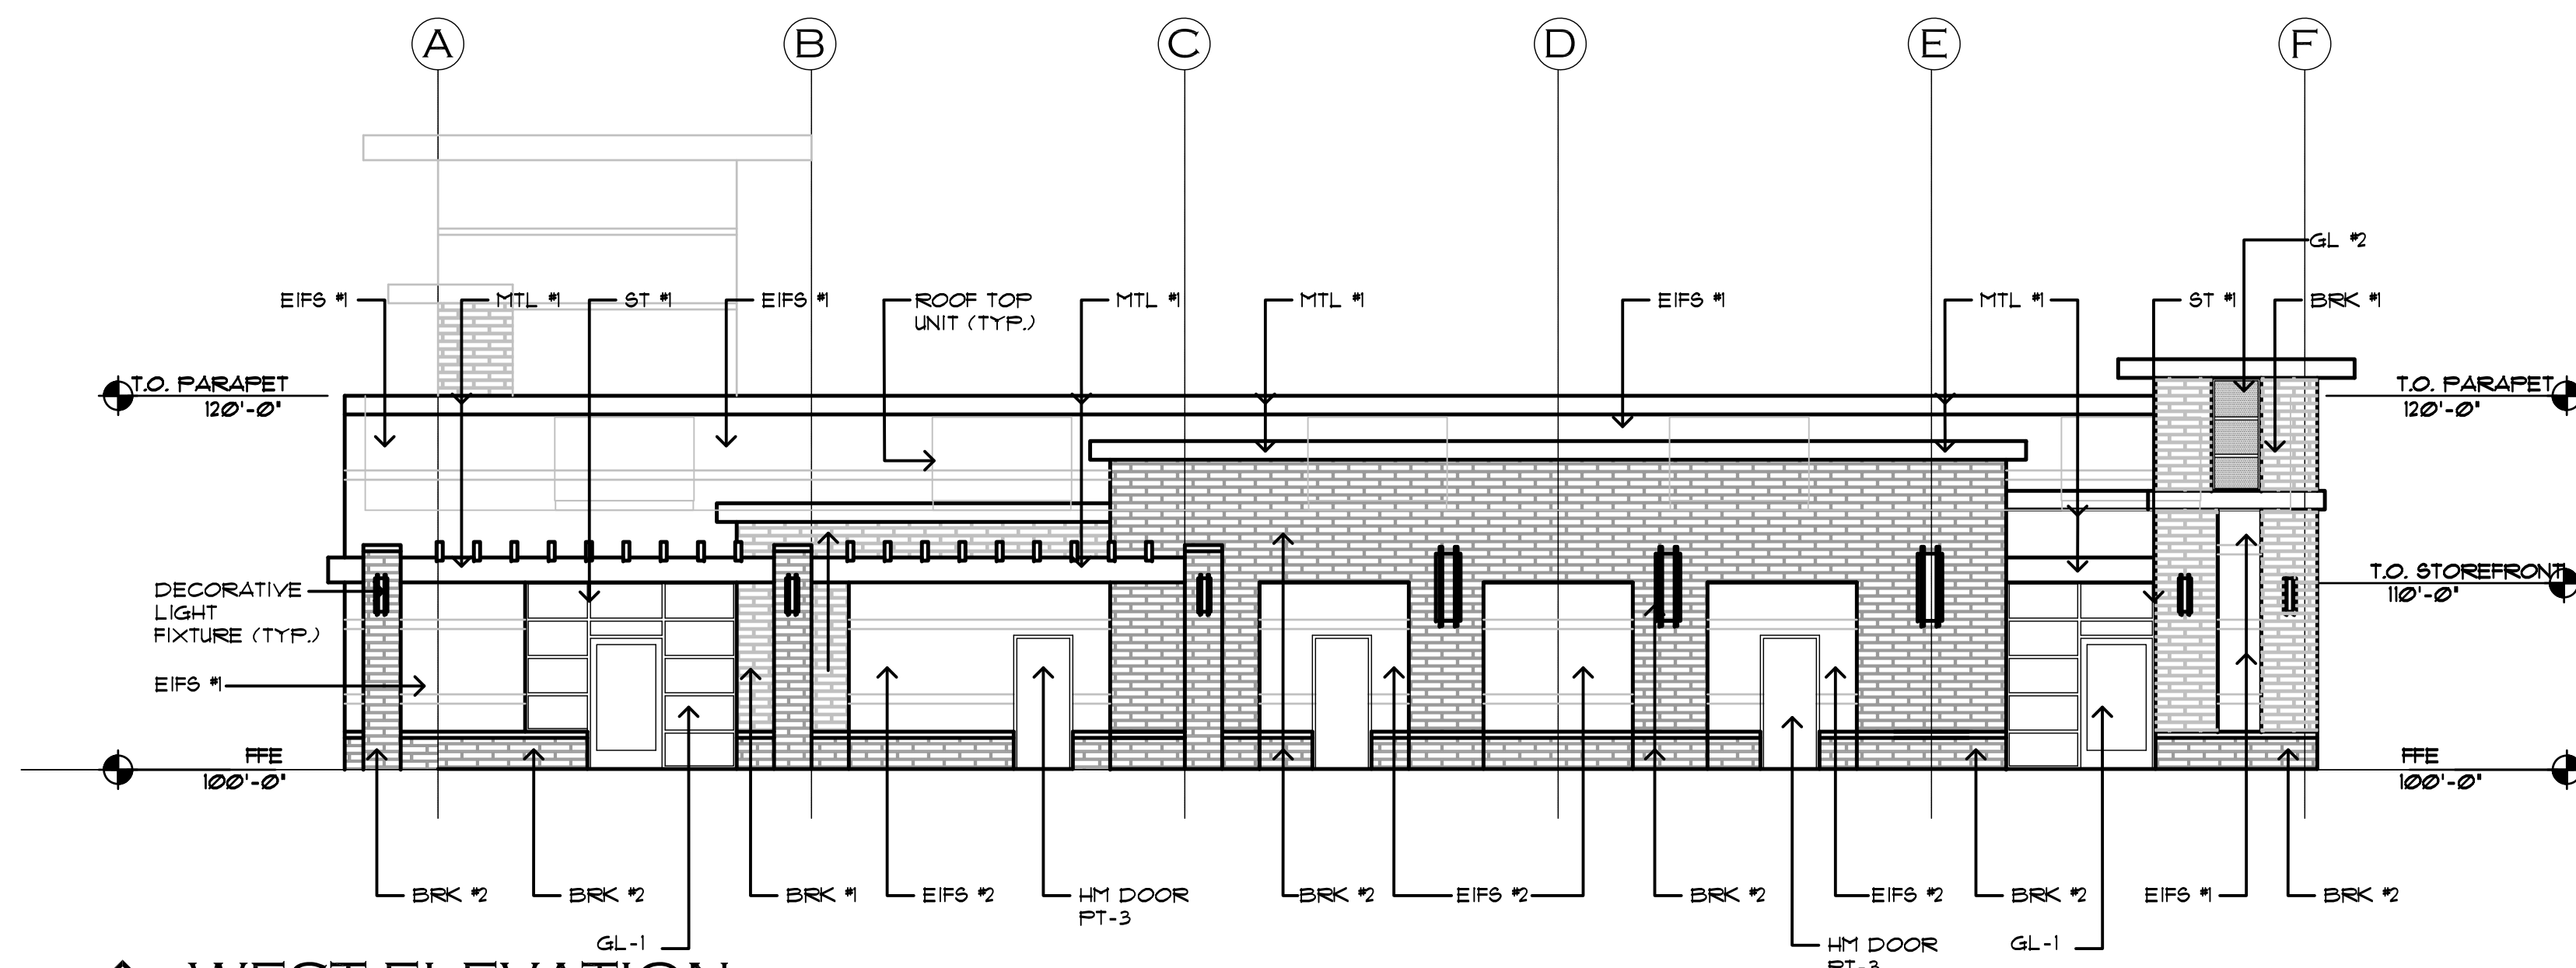 A B C D E F
GL #2
EIFS #1 MTL #1 ST #1 EIFS #1 ROOF TOP MTL #1 MTL #1 EIFS #1 MTL #1 ST #1 BRK #1
UNIT (TYP.)
T.O. PARAPET T.O. PARAPET
120'-0" 120'-0"
T.O. STOREFRONT
110'-0"
DECORATIVE
LIGHT
FIXTURE (TYP.)
EIFS #1
FFE FFE
100'-0" 100'-0"
BRK #2 BRK #2 BRK #1 EIFS #2 HM DOOR BRK #2 EIFS #2 BRK #2 EIFS #2 BRK #2 EIFS #1 BRK #2
PT-3
GL-1 HM DOOR GL-1
PT-3
WEST ELEVATION